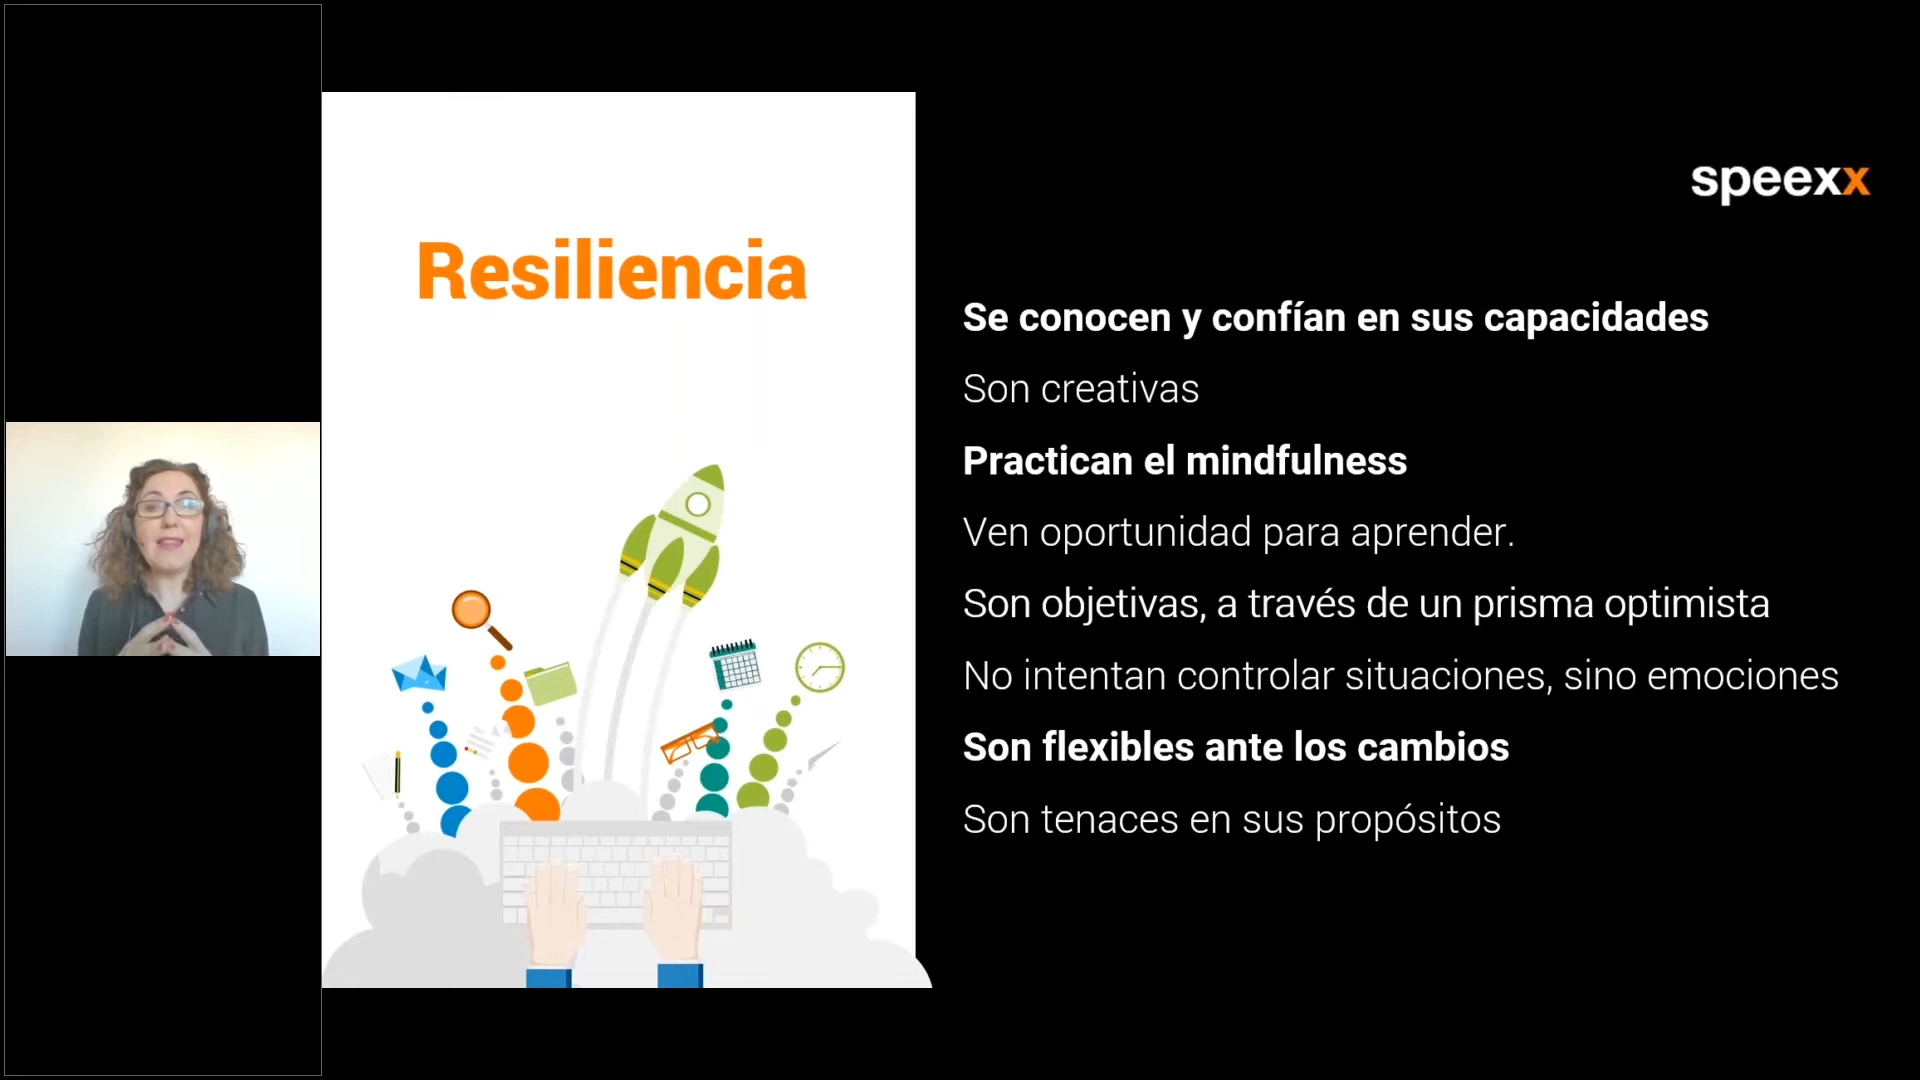 speexx
Resiliencia
Se conocen y confían en sus capacidades
Son creativas
Practican el mindfulness
Ven oportunidad para aprender.
Son objetivas, a través de un prisma optimista
No intentan controlar situaciones, sino emociones
Son flexibles ante los cambios
Son tenaces en sus propósitos